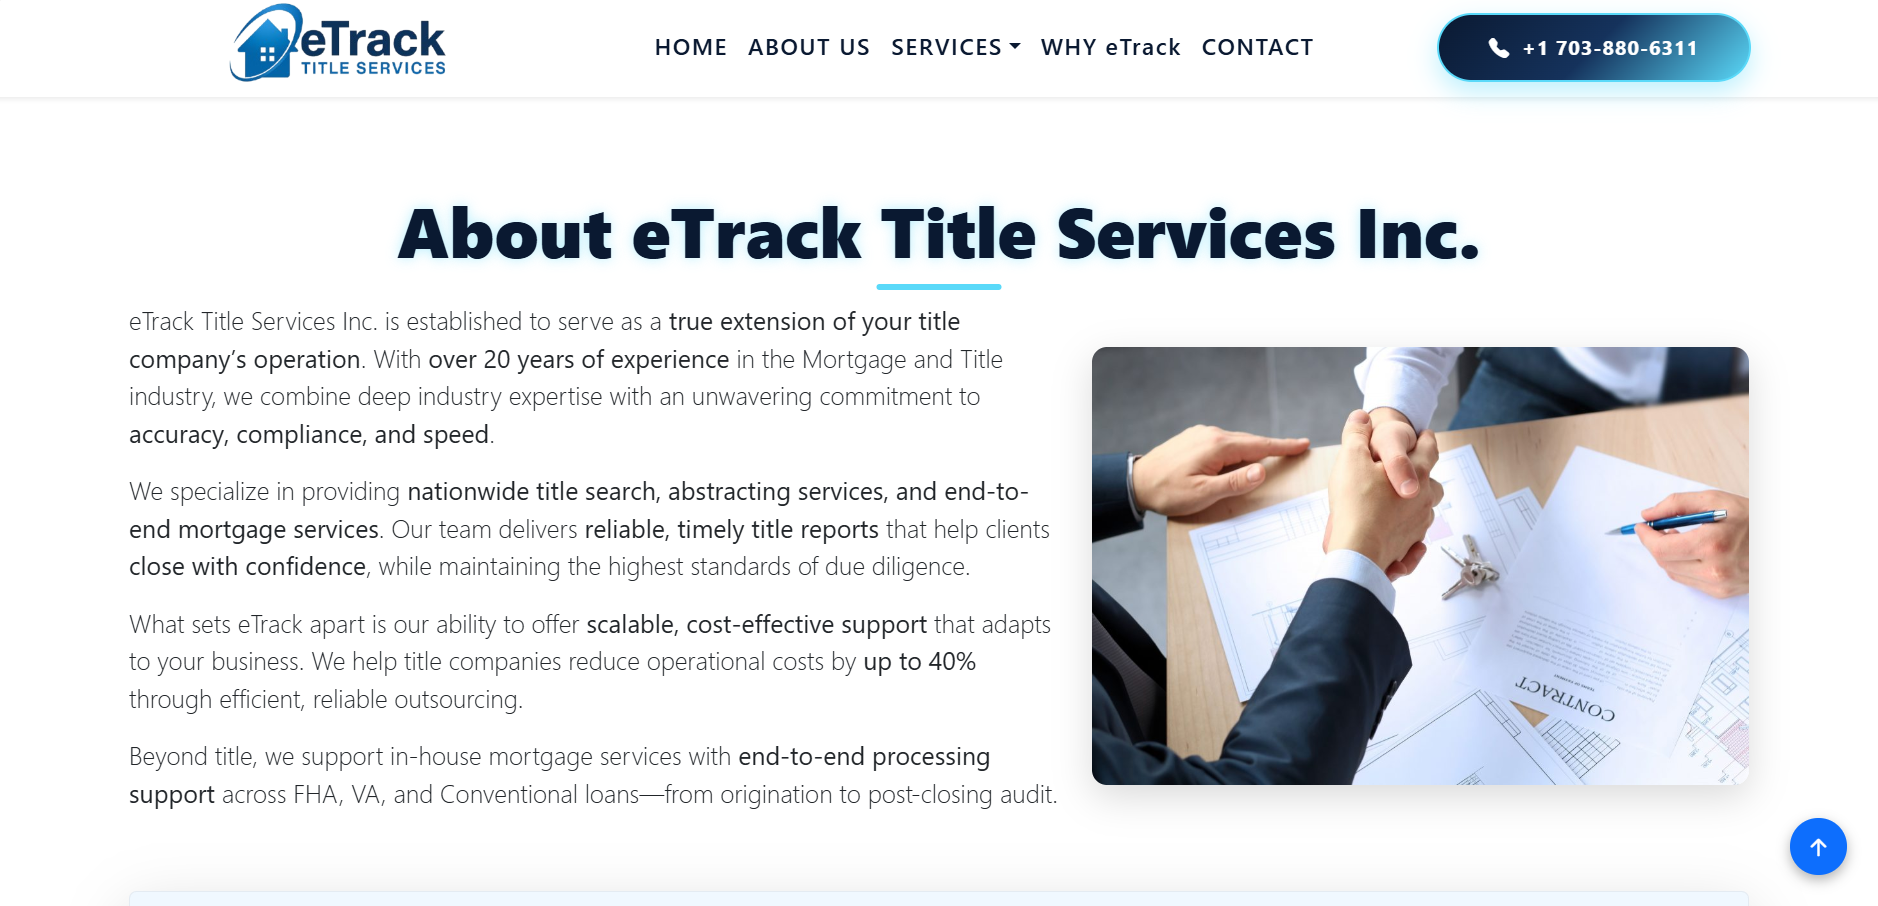 eTrack
TITLE SERVICES
HOME ABOUT US SERVICES WHY eTrack CONTACT
+1 703-880-6311
About eTrack Title Services Inc.
eTrack Title Services Inc. is established to serve as a true extension of your title
company’s operation. With over 20 years of experience in the Mortgage and Title
industry, we combine deep industry expertise with an unwavering commitment to
accuracy, compliance, and speed.
We specialize in providing nationwide title search, abstracting services, and end-to-
end mortgage services. Our team delivers reliable, timely title reports that help clients
close with confidence, while maintaining the highest standards of due diligence.
What sets eTrack apart is our ability to offer scalable, cost-effective support that adapts
to your business. We help title companies reduce operational costs by up to 40%
through efficient, reliable outsourcing.
Beyond title, we support in-house mortgage services with end-to-end processing
support across FHA, VA, and Conventional loans—from origination to post-closing audit.
CONTRACT